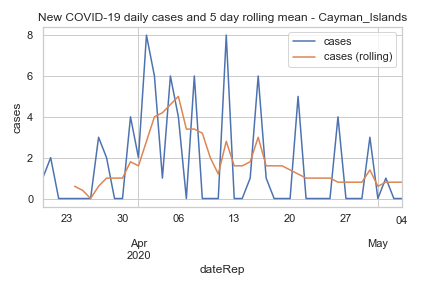 New COVID-19 daily cases and 5 day rolling mean - Cayman_Islands
cases
cases (rolling)
8
6
4
2
0
cases
23
30
06
13
20
27
04
Apr
2020
May
dateRep